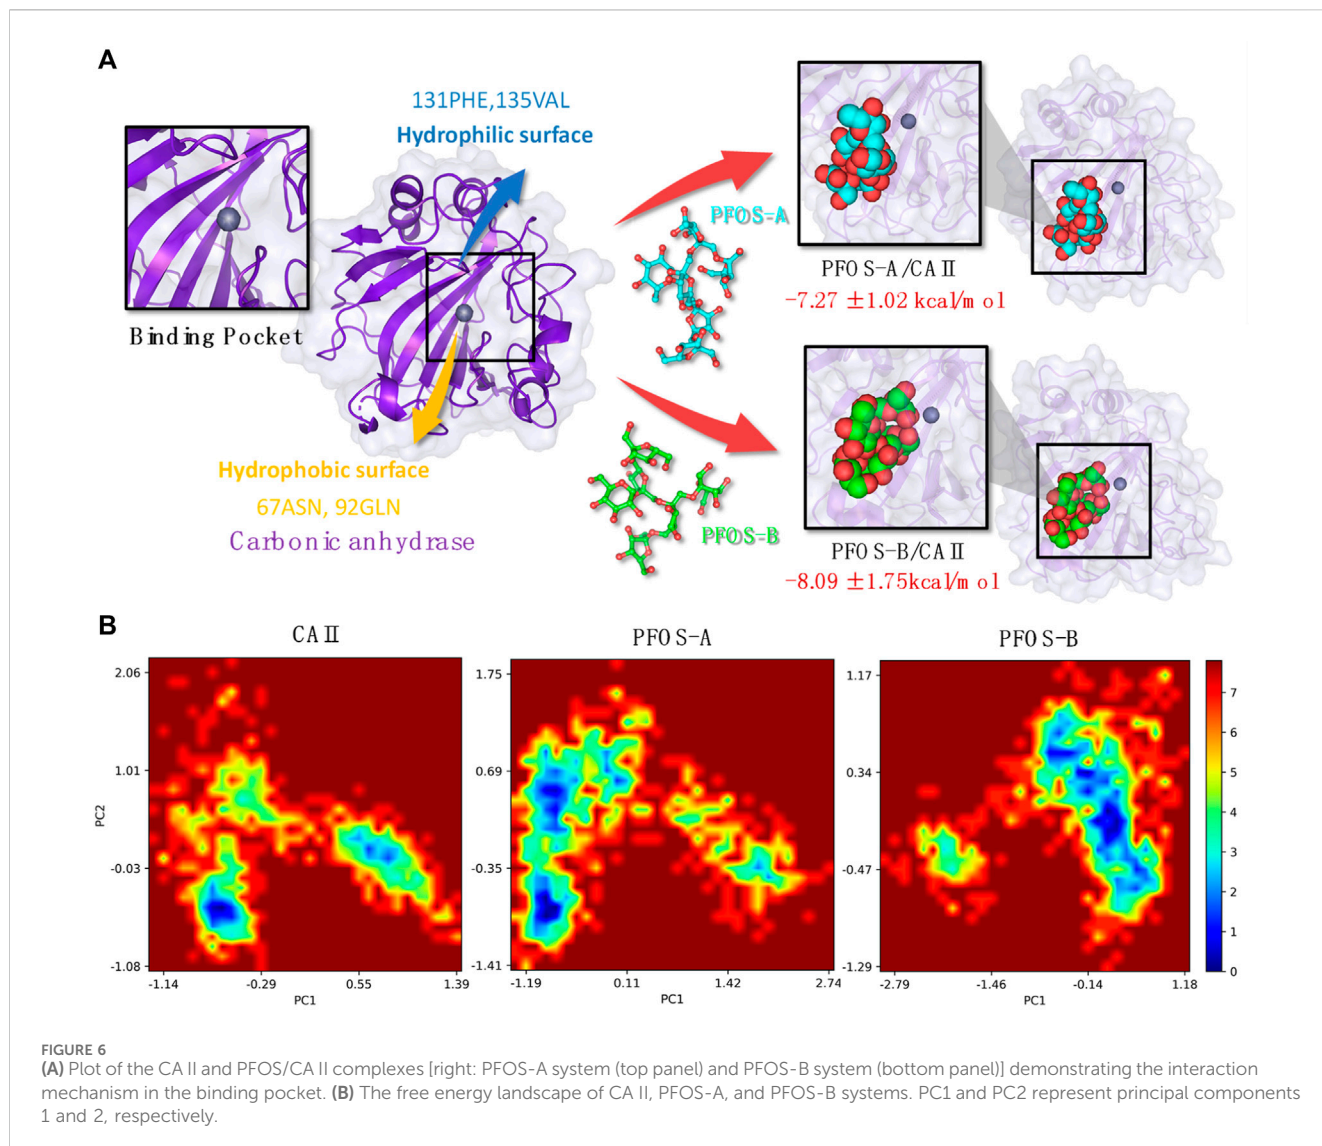 A
131PHE,135VAL
Hydrophilic surface
Binding Pocket
Hydrophobic surface
67ASN, 92GLN
Carbonic anhydrase
PFOS-A
PFOS-A/CAⅡ
-7.27 ±1.02 kcal/mol
PFOS-B
PFOS-B/CAⅡ
-8.09 ±1.75kcal/mol
B
CAⅡ
2.06
1.01
-0.03
-1.08
PC2
-1.14 -0.29 0.55 1.39
PC1
PFOS-A
1.75
0.69
-0.35
-1.41
-1.19 0.11 1.42 2.74
PC1
PFOS-B
1.17
0.34
-0.47
-1.29
-2.79 -1.46 -0.14 1.18
PC1
7
6
5
4
3
2
1
0
FIGURE 6
(A) Plot of the CA II and PFOS/CA II complexes [right: PFOS-A system (top panel) and PFOS-B system (bottom panel)] demonstrating the interaction
mechanism in the binding pocket. (B) The free energy landscape of CA II, PFOS-A, and PFOS-B systems. PC1 and PC2 represent principal components
1 and 2, respectively.